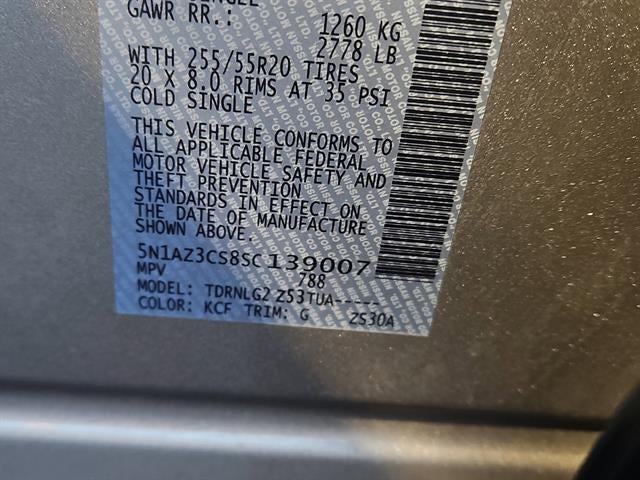 GAWR RR.: 1260 KG
2778 LB
WITH 255/55R20 TIRES
20 X 8.0 RIMS AT 35 PSI
COLD SINGLE
THIS VEHICLE CONFORMS TO
ALL APPLICABLE FEDERAL
MOTOR VEHICLE SAFETY AND
THEFT PREVENTION
STANDARDS IN EFFECT ON
THE DATE OF MANUFACTURE
SHOWN ABOVE.
5N1AZ3CS8SC139007
MPV 788
MODEL: TDRNLG2 Z53TUA-----
COLOR: KCF TRIM: G ZS30A